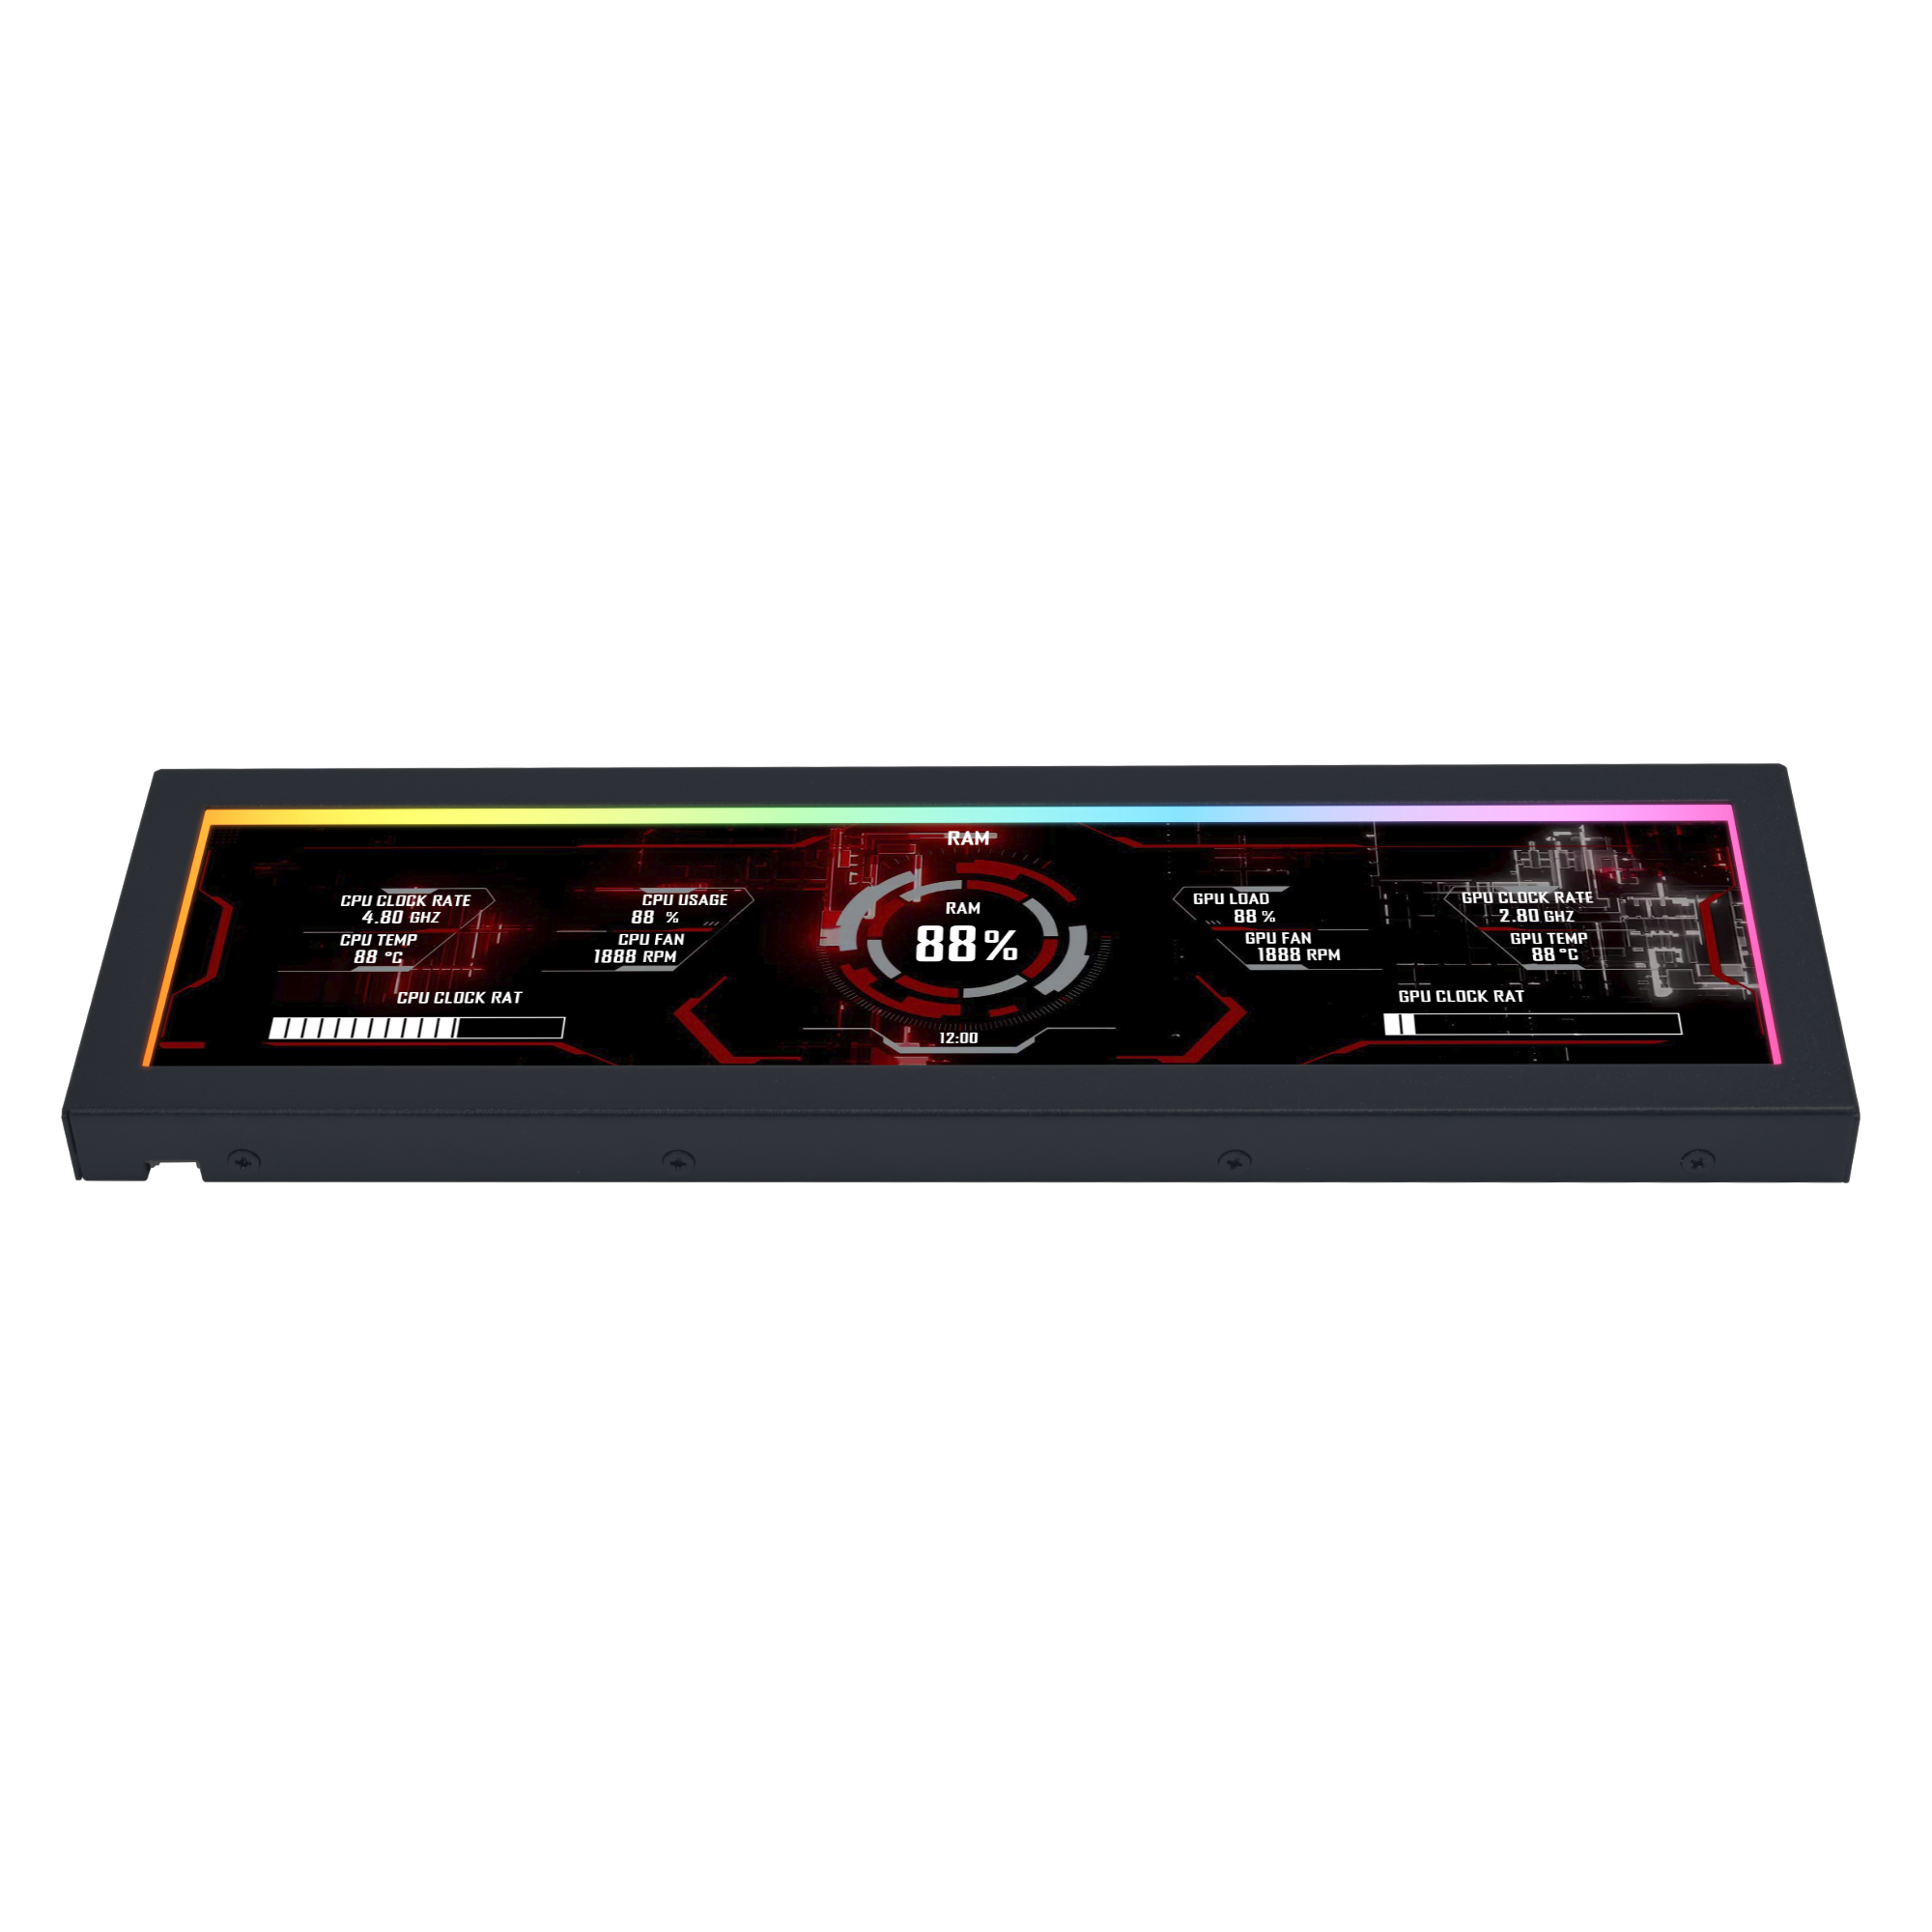 RAM
CPU CLOCK RATE
4.80 GHZ
CPU TEMP
88 °C
CPU USAGE
88 %
CPU FAN
1888 RPM
RAM
88%
GPU LOAD
88 %
GPU FAN
1888 RPM
GPU CLOCK RATE
2.80 GHZ
GPU TEMP
88 °C
CPU CLOCK RAT
12:00
GPU CLOCK RAT